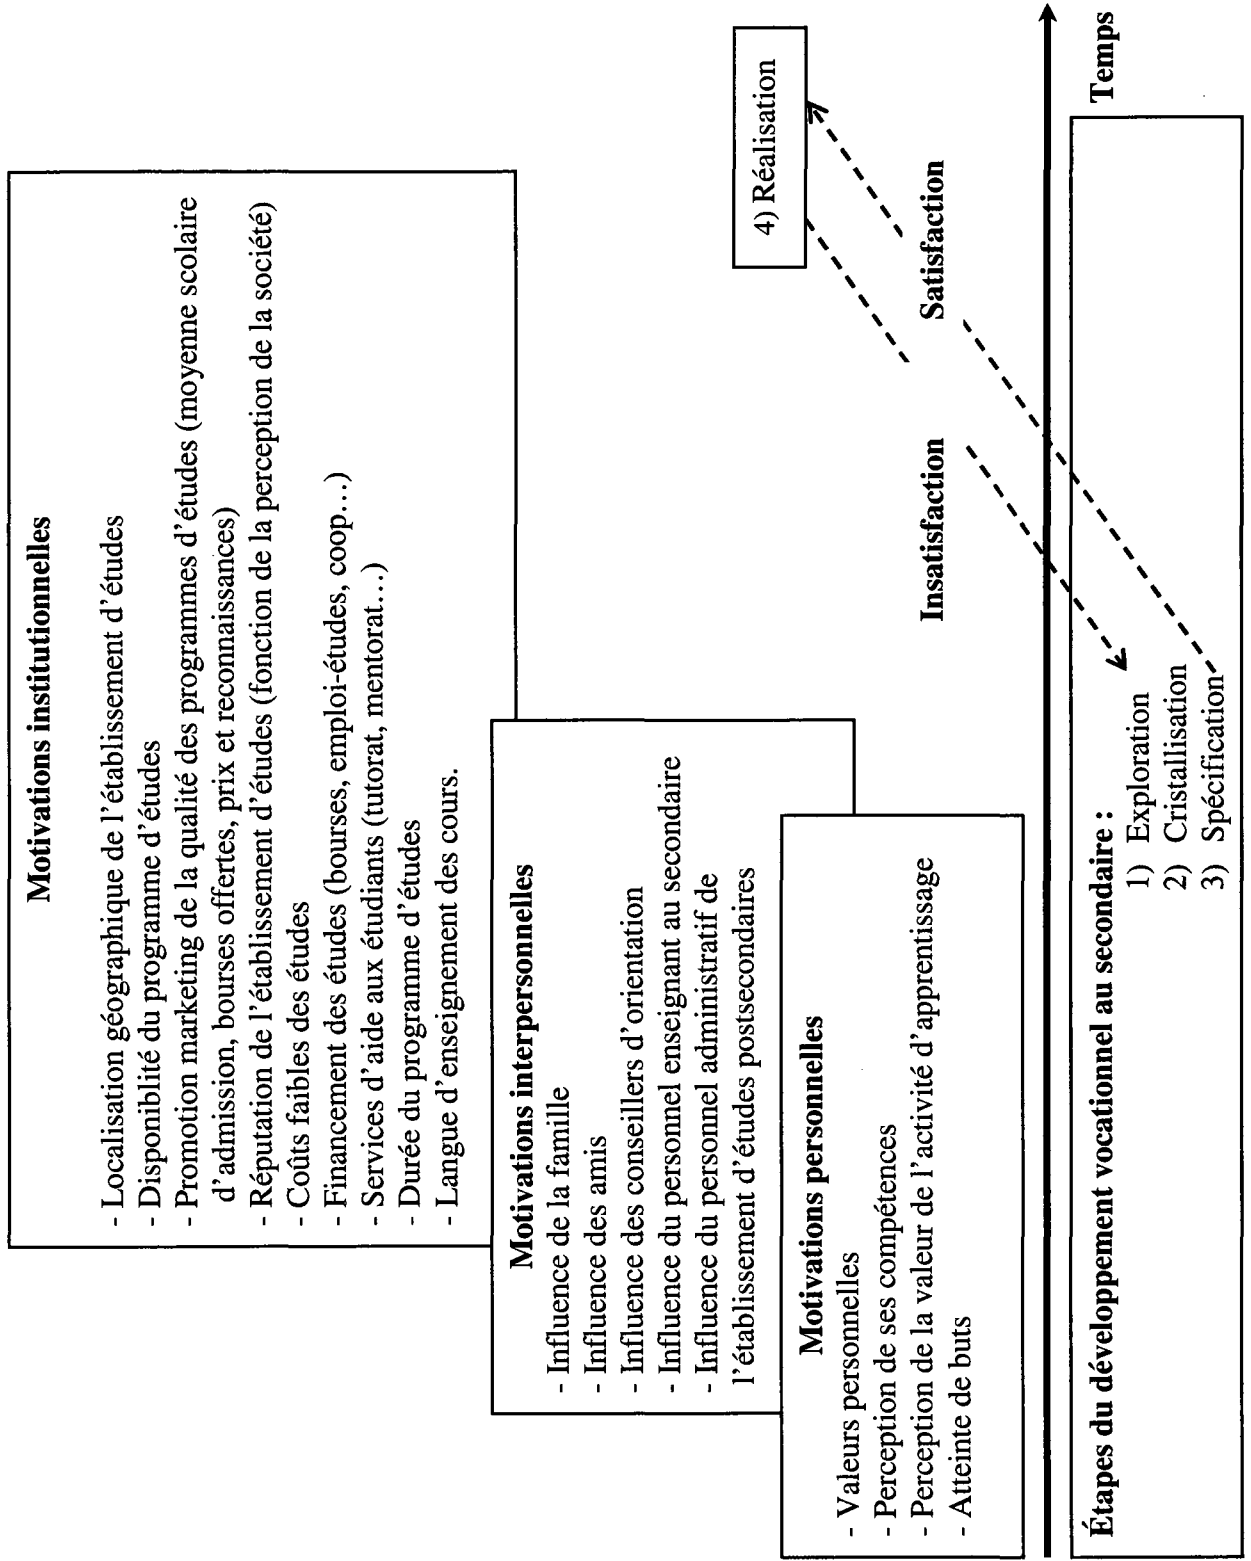 Motivations institutionnelles
- Localisation géographique de l'établissement d'études
- Disponiblité du programme d'études
- Promotion marketing de la qualité des programmes d'études (moyenne scolaire
d'admission, bourses offertes, prix et reconnaissances)
- Réputation de l'établissement d'études (fonction de la perception de la société)
- Coûts faibles des études
- Financement des études (bourses, emploi-études, coop…)
- Services d'aide aux étudiants (tutorat, mentorat…)
- Durée du programme d'études
- Langue d'enseignement des cours.
Motivations interpersonnelles
- Influence de la famille
- Influence des amis
- Influence des conseillers d'orientation
- Influence du personnel enseignant au secondaire
- Influence du personnel administratif de
l'établissement d'études postsecondaires
Motivations personnelles
- Valeurs personnelles
- Perception de ses compétences
- Perception de la valeur de l'activité d'apprentissage
- Atteinte de buts
4) Réalisation
Insatisfaction
Satisfaction
Temps
Étapes du développement vocationnel au secondaire :
1) Exploration
2) Cristallisation
3) Spécification